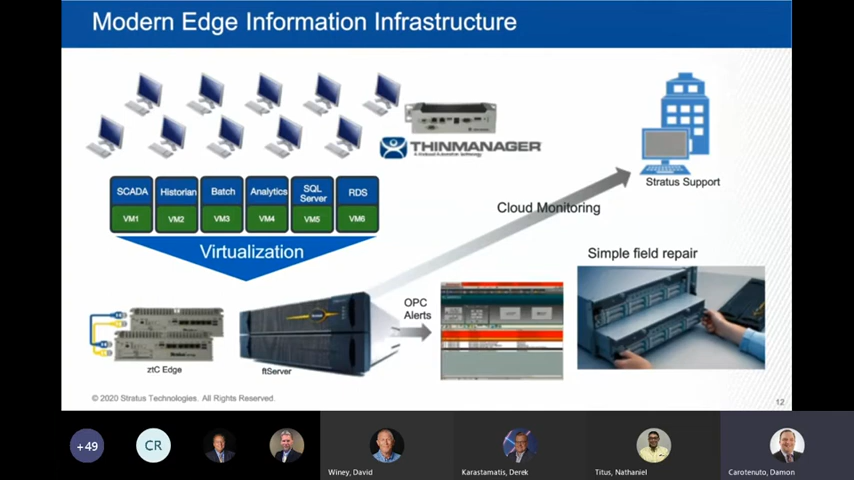 Modern Edge Information Infrastructure
THINMANAGER
SCADA
Historian
Batch
Analytics
SQL
Server
RDS
VM1
VM2
VM3
VM4
VM5
VM6
Virtualization
Stratus Support
Cloud Monitoring
Simple field repair
OPC
Alerts
ztC Edge
ftServer
© 2020 Stratus Technologies. All Rights Reserved.
12
+49
CR
Winey, David
Karastamatis, Derek
Titus, Nathaniel
Carotenuto, Damon